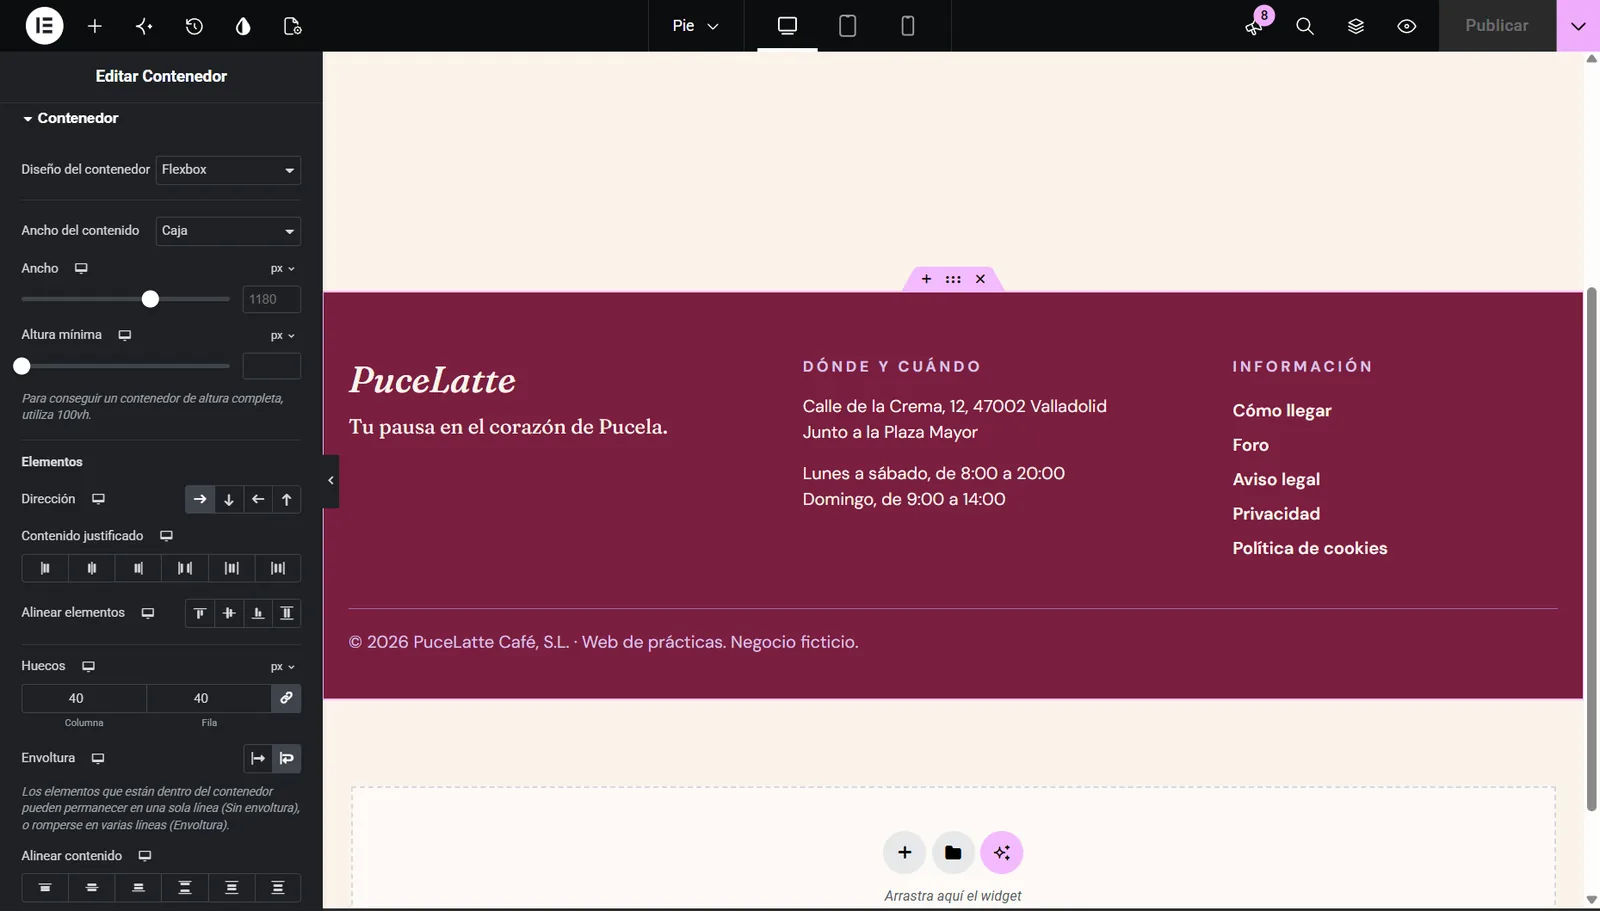 Pie
8
Publicar
Editar Contenedor
Contenedor
Diseño del contenedor
Flexbox
Ancho del contenido
Caja
Ancho
px
1180
Altura mínima
px
Para conseguir un contenedor de altura completa,
utiliza 100vh.
Elementos
Dirección
Contenido justificado
Alinear elementos
Huecos
px
40
40
Columna
Fila
Envoltura
Los elementos que están dentro del contenedor
pueden permanecer en una sola línea (Sin envoltura),
o romperse en varias líneas (Envoltura).
Alinear contenido
PuceLatte
Tu pausa en el corazón de Pucela.
DÓNDE Y CUÁNDO
Calle de la Crema, 12, 47002 Valladolid
Junto a la Plaza Mayor
Lunes a sábado, de 8:00 a 20:00
Domingo, de 9:00 a 14:00
INFORMACIÓN
Cómo llegar
Foro
Aviso legal
Privacidad
Política de cookies
© 2026 PuceLatte Café, S.L. · Web de prácticas. Negocio ficticio.
Arrastra aquí el widget